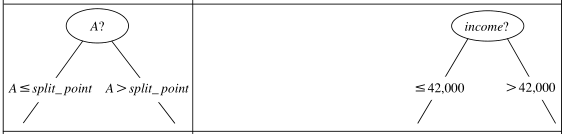 A? income?
A ≤ split_point A > split_point ≤ 42,000 > 42,000